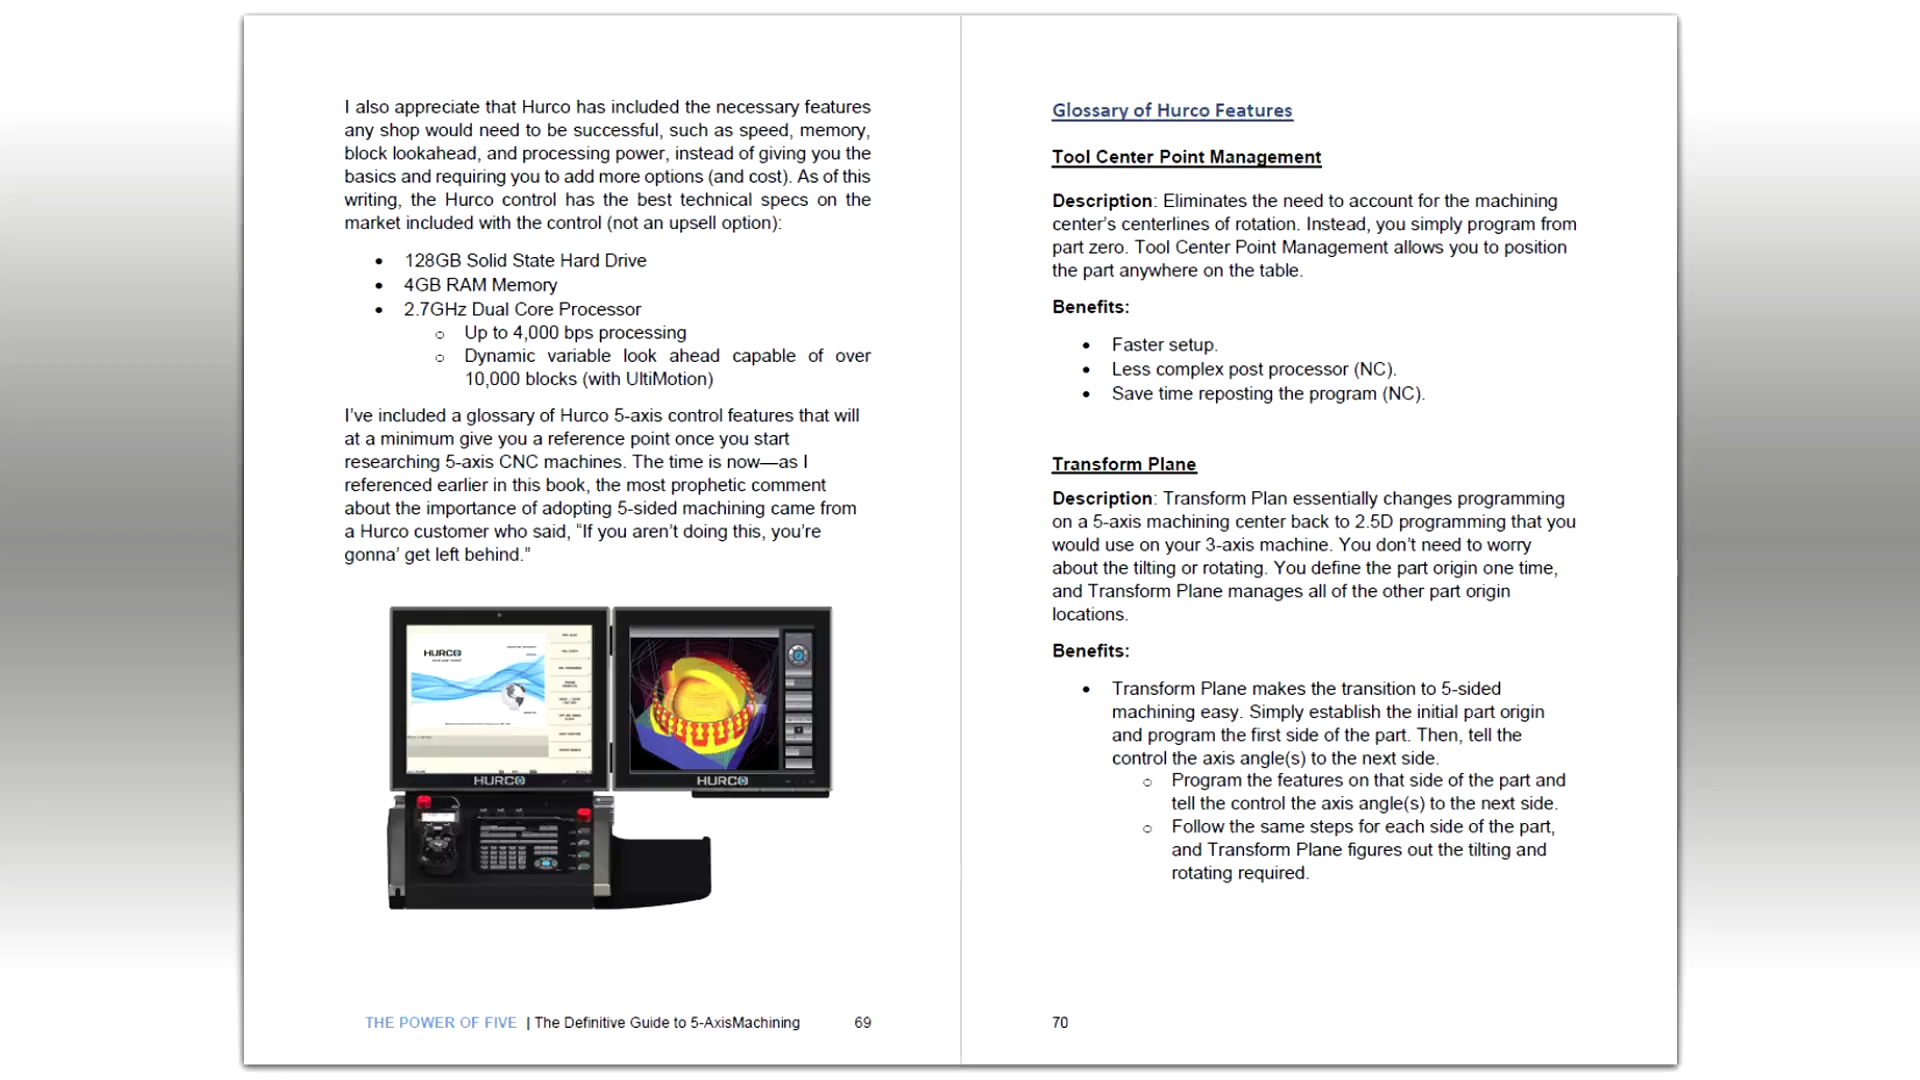 I also appreciate that Hurco has included the necessary features
any shop would need to be successful, such as speed, memory,
block lookahead, and processing power, instead of giving you the
basics and requiring you to add more options (and cost). As of this
writing, the Hurco control has the best technical specs on the
market included with the control (not an upsell option):
• 128GB Solid State Hard Drive
• 4GB RAM Memory
• 2.7GHz Dual Core Processor
○ Up to 4,000 bps processing
○ Dynamic variable look ahead capable of over
10,000 blocks (with UltiMotion)
I’ve included a glossary of Hurco 5-axis control features that will
at a minimum give you a reference point once you start
researching 5-axis CNC machines. The time is now—as I
referenced earlier in this book, the most prophetic comment
about the importance of adopting 5-sided machining came from
a Hurco customer who said, “If you aren’t doing this, you’re
gonna’ get left behind.”
HURCO
HURCO
HURCO
THE POWER OF FIVE | The Definitive Guide to 5-AxisMachining 69
Glossary of Hurco Features
Tool Center Point Management
Description: Eliminates the need to account for the machining
center’s centerlines of rotation. Instead, you simply program from
part zero. Tool Center Point Management allows you to position
the part anywhere on the table.
Benefits:
• Faster setup.
• Less complex post processor (NC).
• Save time reposting the program (NC).
Transform Plane
Description: Transform Plan essentially changes programming
on a 5-axis machining center back to 2.5D programming that you
would use on your 3-axis machine. You don’t need to worry
about the tilting or rotating. You define the part origin one time,
and Transform Plane manages all of the other part origin
locations.
Benefits:
• Transform Plane makes the transition to 5-sided
machining easy. Simply establish the initial part origin
and program the first side of the part. Then, tell the
control the axis angle(s) to the next side.
○ Program the features on that side of the part and
tell the control the axis angle(s) to the next side.
○ Follow the same steps for each side of the part,
and Transform Plane figures out the tilting and
rotating required.
70